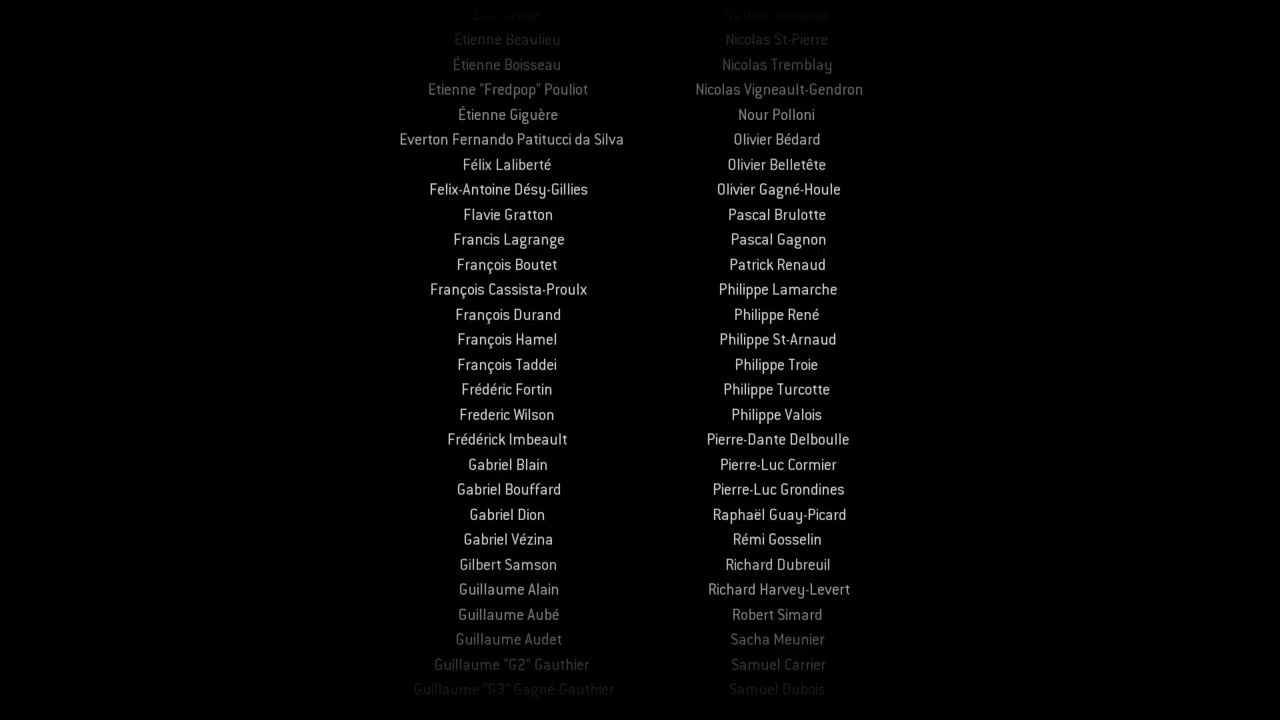 Etienne Beaulieu
Étienne Boisseau
Etienne "Fredpop" Pouliot
Étienne Giguère
Everton Fernando Patitucci da Silva
Félix Laliberté
Felix-Antoine Désy-Gillies
Flavie Gratton
Francis Lagrange
François Boutet
François Cassista-Proulx
François Durand
François Hamel
François Taddei
Frédéric Fortin
Frederic Wilson
Frédérick Imbeault
Gabriel Blain
Gabriel Bouffard
Gabriel Dion
Gabriel Vézina
Gilbert Samson
Guillaume Alain
Guillaume Aubé
Guillaume Audet
Guillaume "G2" Gauthier
Guillaume "G3" Gagné-Gauthier
Nicolas St-Pierre
Nicolas Tremblay
Nicolas Vigneault-Gendron
Nour Polloni
Olivier Bédard
Olivier Belletête
Olivier Gagné-Houle
Pascal Brulotte
Pascal Gagnon
Patrick Renaud
Philippe Lamarche
Philippe René
Philippe St-Arnaud
Philippe Troie
Philippe Turcotte
Philippe Valois
Pierre-Dante Delboulle
Pierre-Luc Cormier
Pierre-Luc Grondines
Raphaël Guay-Picard
Rémi Gosselin
Richard Dubreuil
Richard Harvey-Levert
Robert Simard
Sacha Meunier
Samuel Carrier
Samuel Dubois